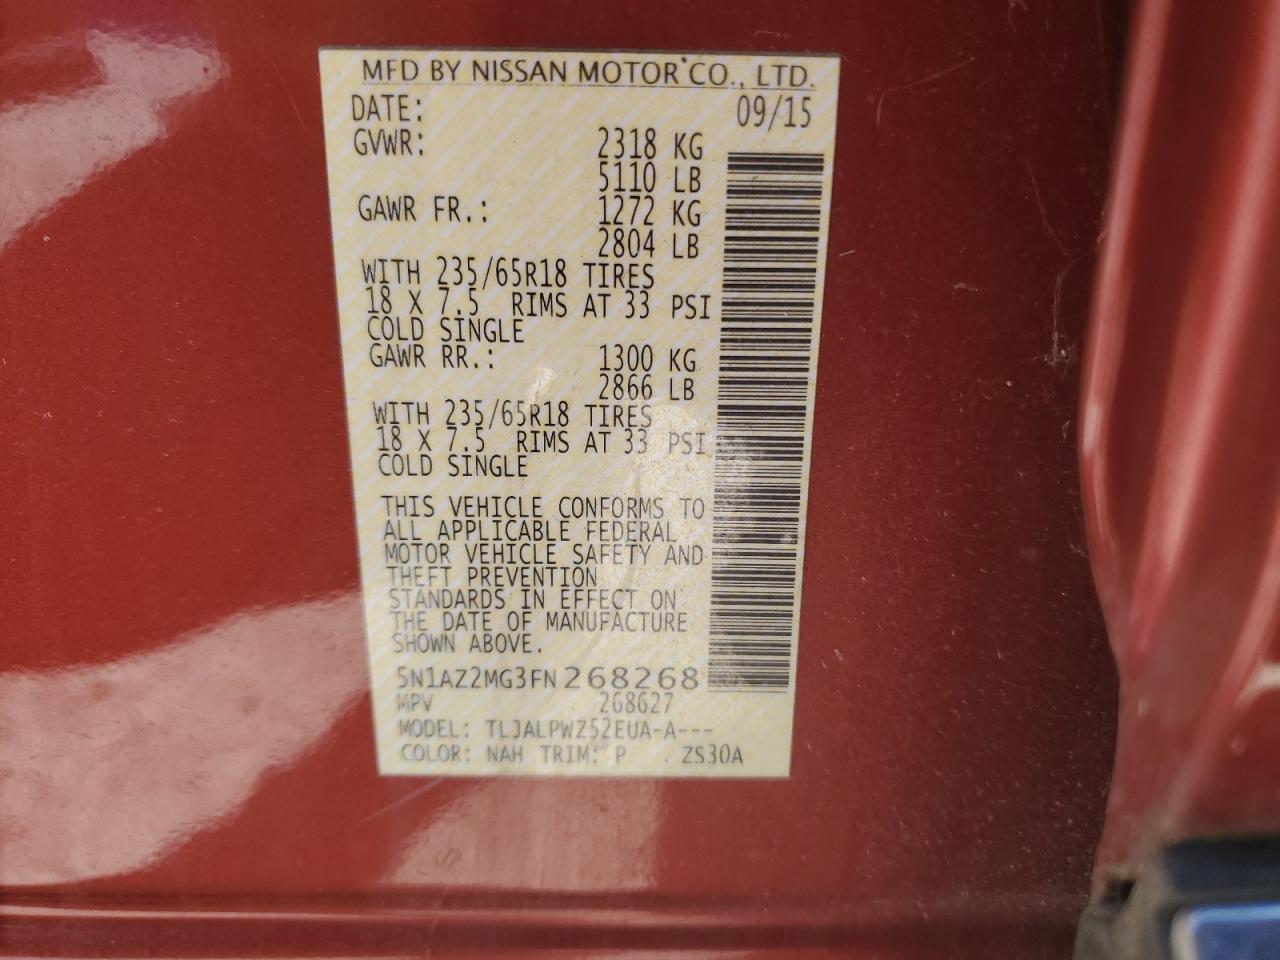 MFD BY NISSAN MOTOR CO., LTD.
DATE: 09/15
GVWR: 2318 KG
5110 LB
GAWR FR.: 1272 KG
2804 LB
WITH 235/65R18 TIRES
18 X 7.5 RIMS AT 33 PSI
COLD SINGLE
GAWR RR.: 1300 KG
2866 LB
WITH 235/65R18 TIRES
18 X 7.5 RIMS AT 33 PSI
COLD SINGLE
THIS VEHICLE CONFORMS TO
ALL APPLICABLE FEDERAL
MOTOR VEHICLE SAFETY AND
THEFT PREVENTION
STANDARDS IN EFFECT ON
THE DATE OF MANUFACTURE
SHOWN ABOVE.
5N1AZ2MG3FN268268
MPV 268627
MODEL: TLJALPWZ52EUA-A---
COLOR: NAH TRIM: P . ZS30A